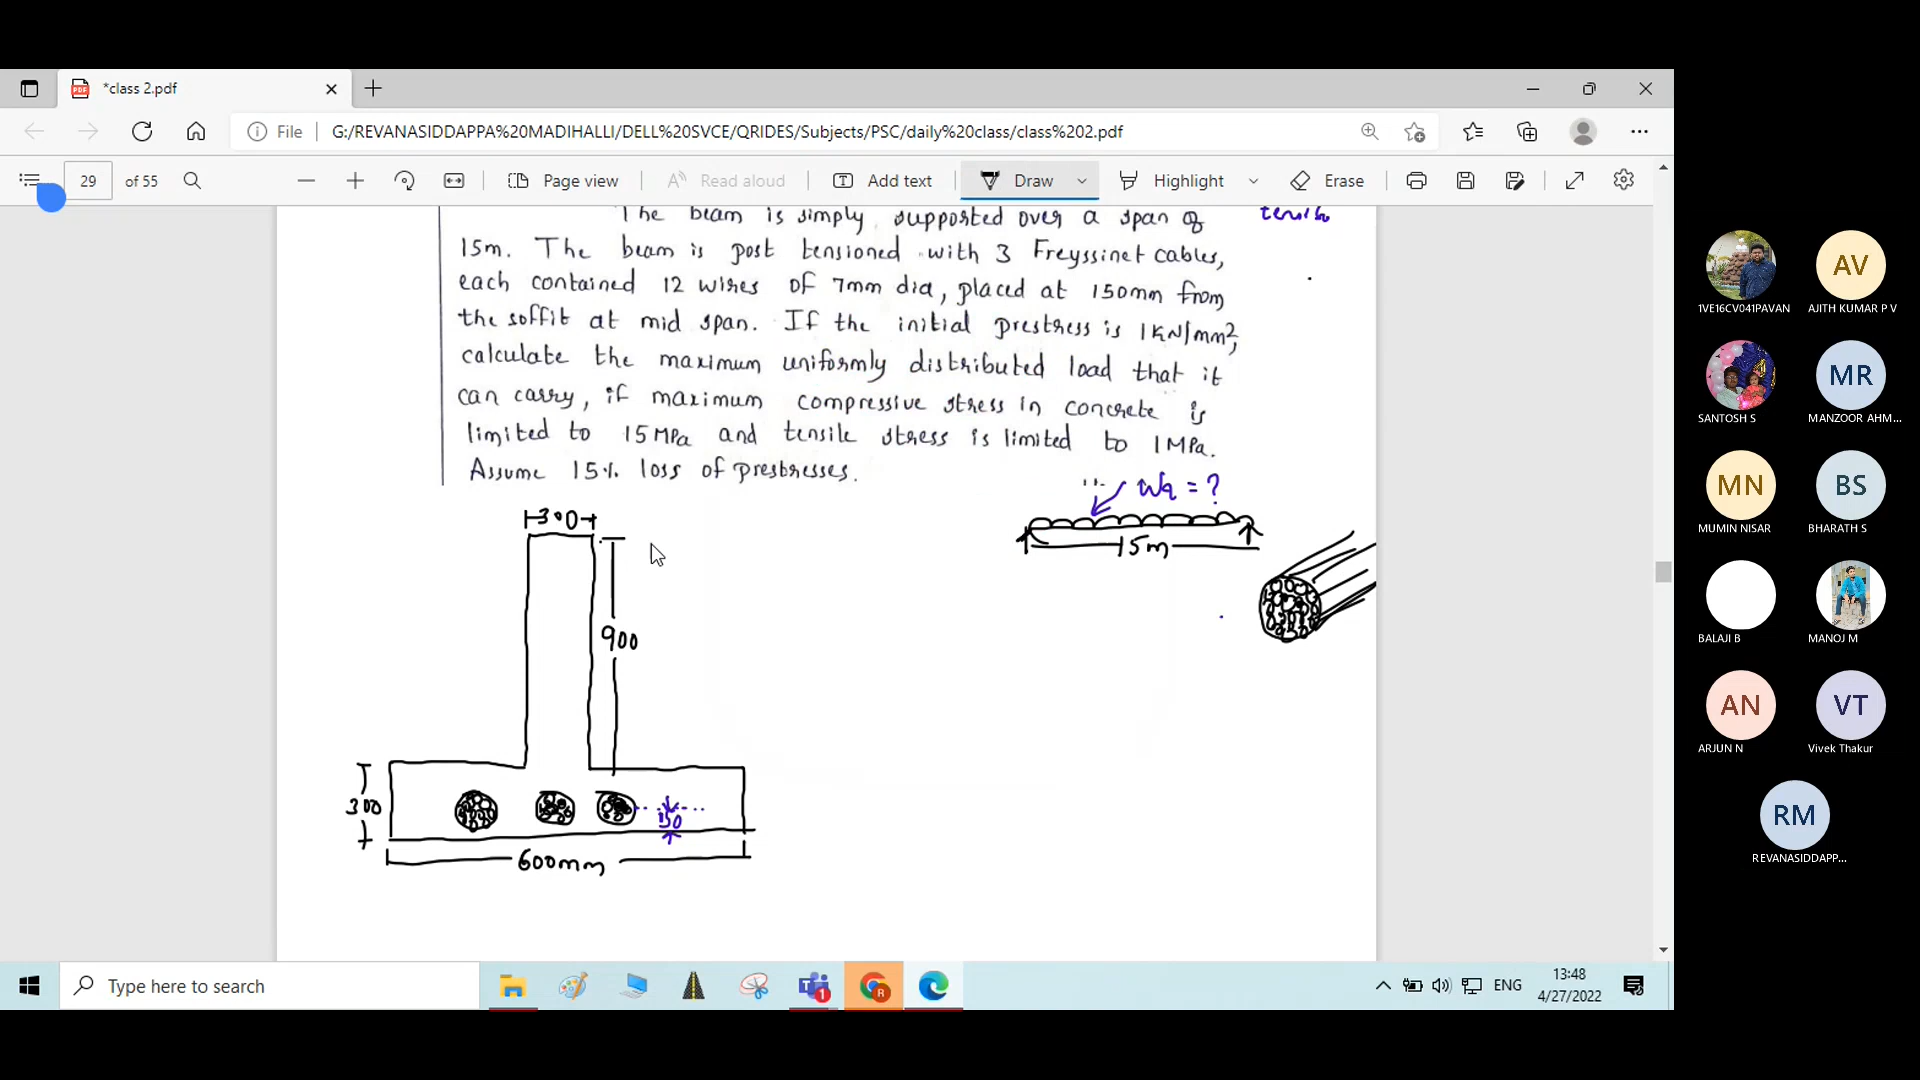 *class 2.pdf
File
G:/REVANASIDDAPPA%20MADIHALLI/DELL%20SVCE/QRIDES/Subjects/PSC/daily%20class/class%202.pdf
29 of 55
Page view
Read aloud
Add text
Draw
Highlight
Erase
The beam is simply supported over a span of
15m. The beam is post tensioned with 3 Freyssinet cables,
each contained 12 wires of 7mm dia, placed at 150mm from
the soffit at mid span. If the initial prestress is 1KN/mm²,
calculate the maximum uniformly distributed load that it
can carry, if maximum compressive stress in concrete is
limited to 15MPa and tensile stress is limited to 1MPa.
Assume 15% loss of prestresses.
Wq = ?
15m
300
900
300
150
600mm
1VE16CV041PAVAN
AV
AJITH KUMAR P V
SANTOSH S
MR
MANZOOR AHM...
MN
MUMIN NISAR
BS
BHARATH S
BALAJI B
MANOJ M
AN
ARJUN N
VT
Vivek Thakur
RM
REVANASIDDAPP...
Type here to search
1
R
ENG
13:48
4/27/2022